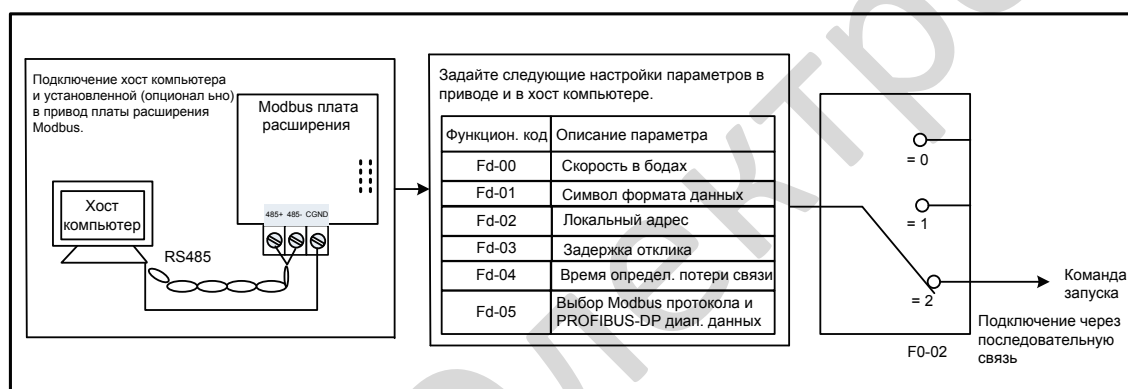 Подключение хост компьютера
и установленной (опционал ьно)
в привод платы расширения
Modbus.
Modbus плата
расширения
485+ 485- CGND
Хост
компьютер
RS485
Задайте следующие настройки параметров в
приводе и в хост компьютере.
Функцион. код Описание параметра
Fd-00 Скорость в бодах
Fd-01 Символ формата данных
Fd-02 Локальный адрес
Fd-03 Задержка отклика
Fd-04 Время определ. потери связи
Fd-05 Выбор Modbus протокола и
PROFIBUS-DP диап. данных
= 0
= 1
= 2
F0-02
Команда
запуска
Подключение через
последовательную
связь